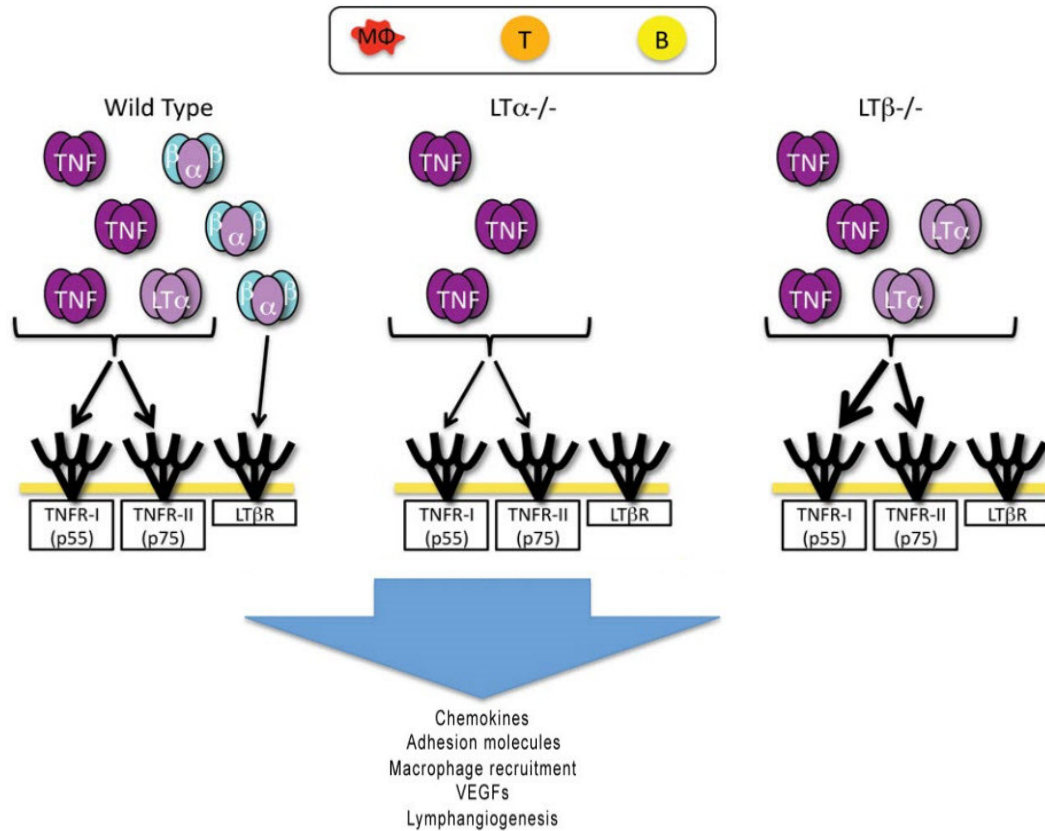 MΦ T B
Wild Type
LTα-/-
LTβ-/-
TNF
β α β
TNF
β α β
TNF
LTα
β α β
TNF
TNF
TNF
TNF
TNF
LTα
TNF
LTα
TNFR-I
(p55)
TNFR-II
(p75)
LTβR
TNFR-I
(p55)
TNFR-II
(p75)
LTβR
TNFR-I
(p55)
TNFR-II
(p75)
LTβR
Chemokines
Adhesion molecules
Macrophage recruitment
VEGFs
Lymphangiogenesis